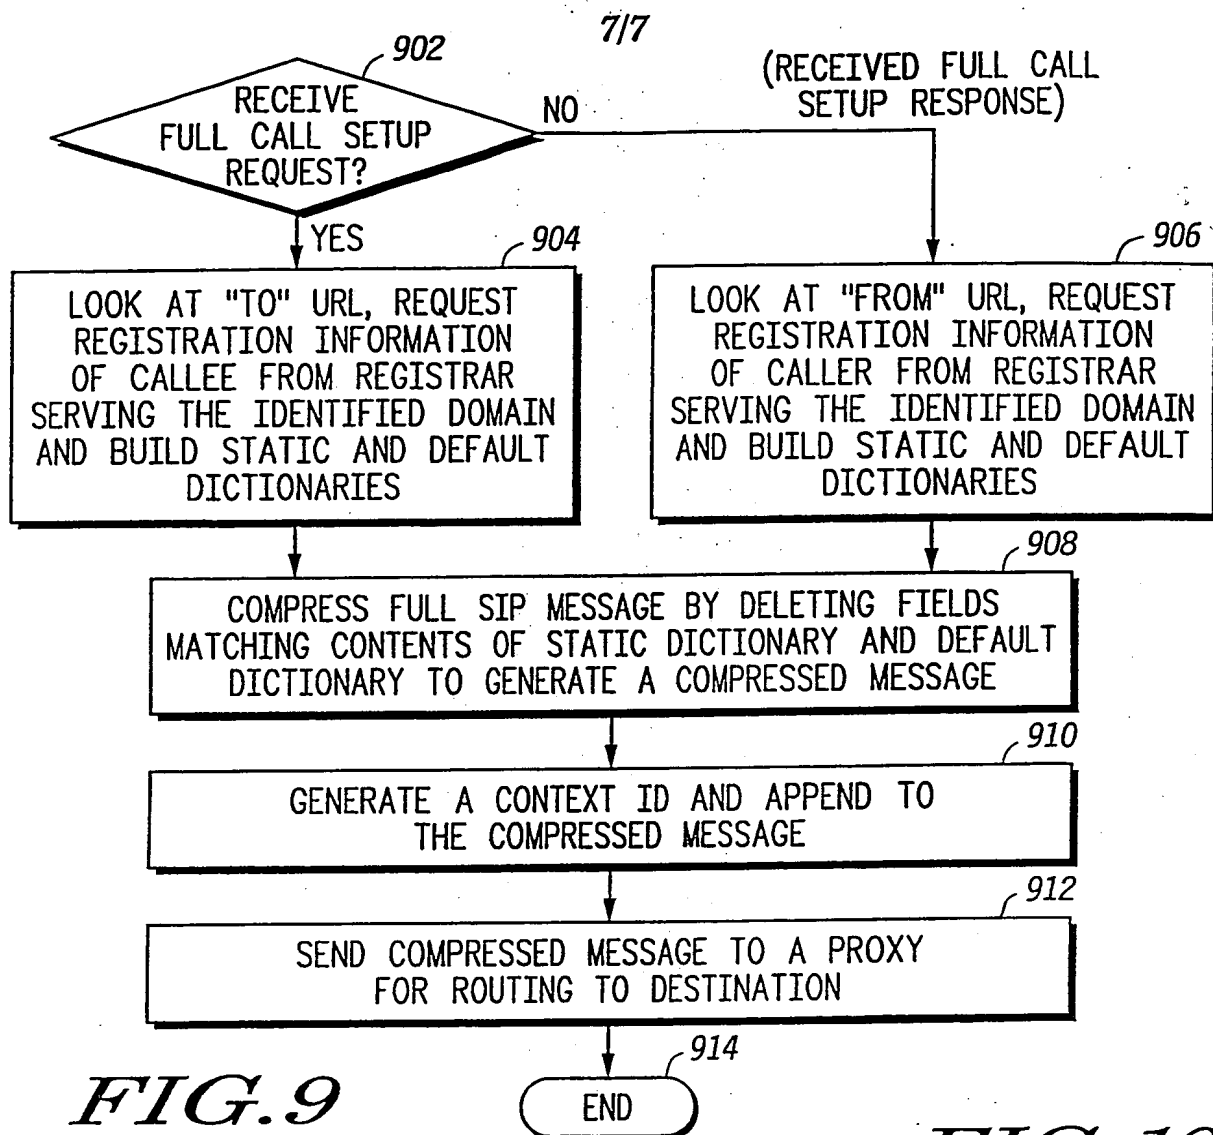 7/7
902
RECEIVE
FULL CALL SETUP
REQUEST?
NO
(RECEIVED FULL CALL
SETUP RESPONSE)
YES
904
LOOK AT "TO" URL, REQUEST
REGISTRATION INFORMATION
OF CALLEE FROM REGISTRAR
SERVING THE IDENTIFIED DOMAIN
AND BUILD STATIC AND DEFAULT
DICTIONARIES
906
LOOK AT "FROM" URL, REQUEST
REGISTRATION INFORMATION
OF CALLER FROM REGISTRAR
SERVING THE IDENTIFIED DOMAIN
AND BUILD STATIC AND DEFAULT
DICTIONARIES
908
COMPRESS FULL SIP MESSAGE BY DELETING FIELDS
MATCHING CONTENTS OF STATIC DICTIONARY AND DEFAULT
DICTIONARY TO GENERATE A COMPRESSED MESSAGE
910
GENERATE A CONTEXT ID AND APPEND TO
THE COMPRESSED MESSAGE
912
SEND COMPRESSED MESSAGE TO A PROXY
FOR ROUTING TO DESTINATION
914
END
FIG.9